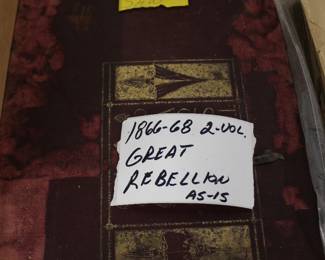 1866-68 2-VOL.
GREAT
REBELLION
AS-IS